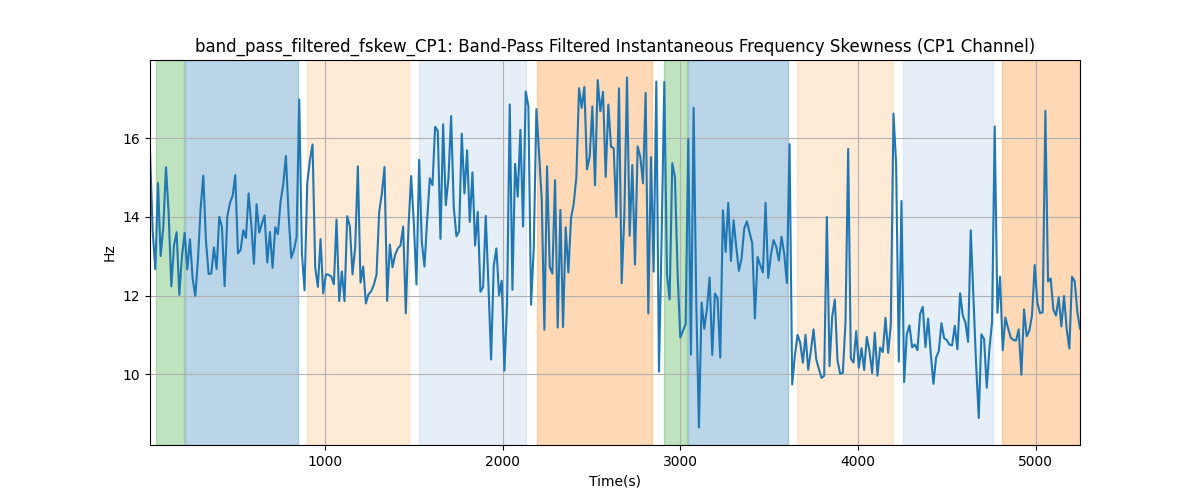 band_pass_filtered_fskew_CP1: Band-Pass Filtered Instantaneous Frequency Skewness (CP1 Channel)
Hz
16
14
12
10
1000 2000 3000 4000 5000
Time(s)